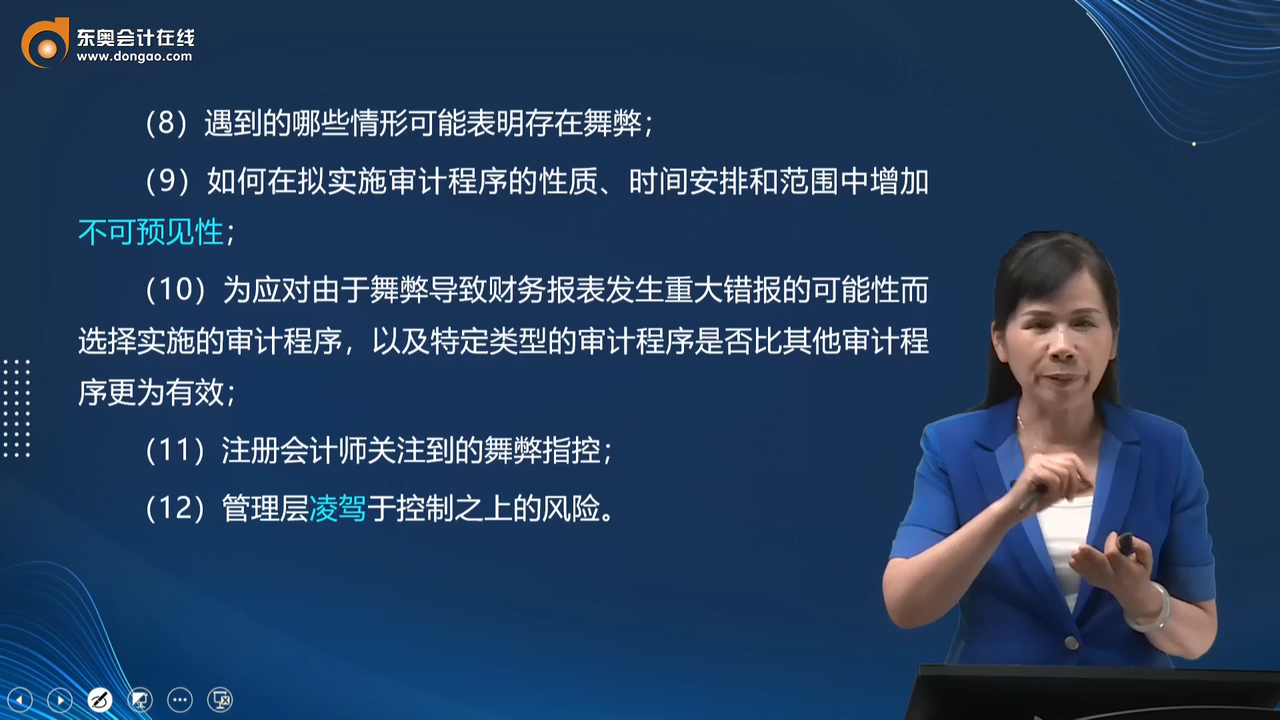 东奥会计在线
www.dongao.com
（8）遇到的哪些情形可能表明存在舞弊；
（9）如何在拟实施审计程序的性质、时间安排和范围中增加
不可预见性；
（10）为应对由于舞弊导致财务报表发生重大错报的可能性而
选择实施的审计程序，以及特定类型的审计程序是否比其他审计程
序更为有效；
（11）注册会计师关注到的舞弊指控；
（12）管理层凌驾于控制之上的风险。